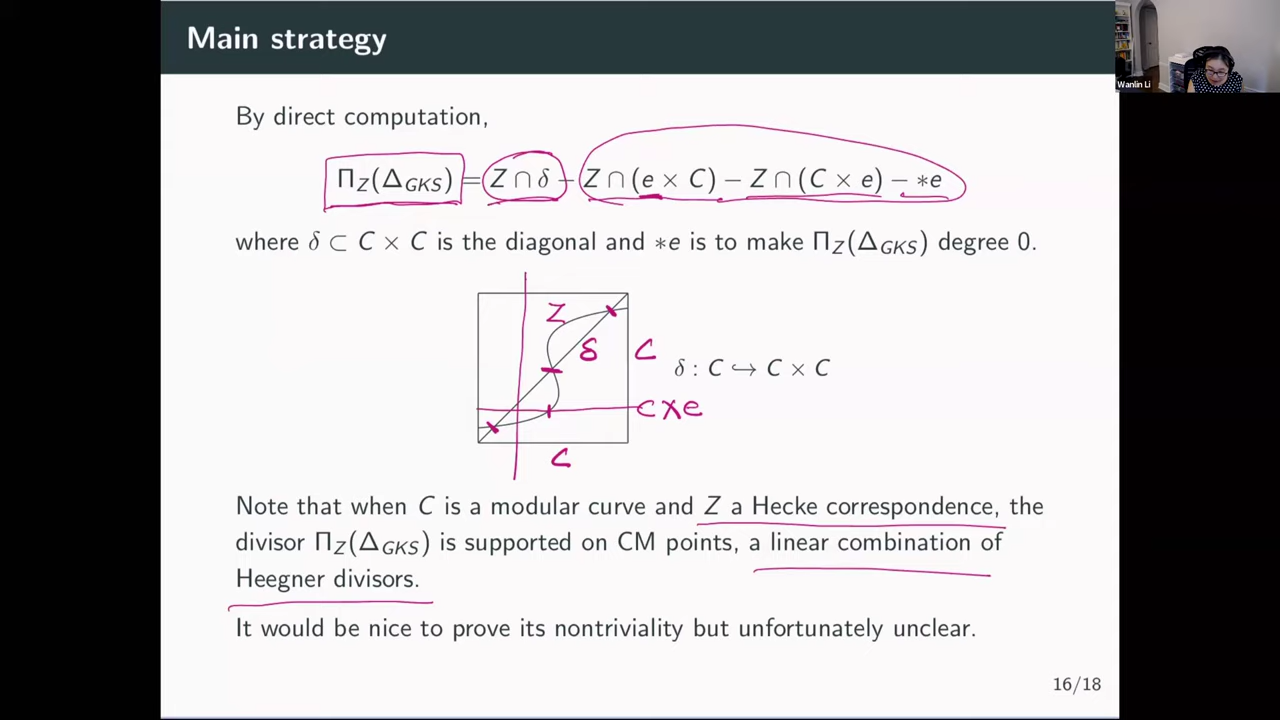 Main strategy
Wanlin Li
By direct computation,
Π_Z(Δ_GKS) = Z ∩ δ − Z ∩ (e × C) − Z ∩ (C × e) − ∗e
where δ ⊂ C × C is the diagonal and ∗e is to make Π_Z(Δ_GKS) degree 0.
Z
δ
C
δ : C ↪ C × C
C×e
C
Note that when C is a modular curve and Z a Hecke correspondence, the
divisor Π_Z(Δ_GKS) is supported on CM points, a linear combination of
Heegner divisors.
It would be nice to prove its nontriviality but unfortunately unclear.
16/18